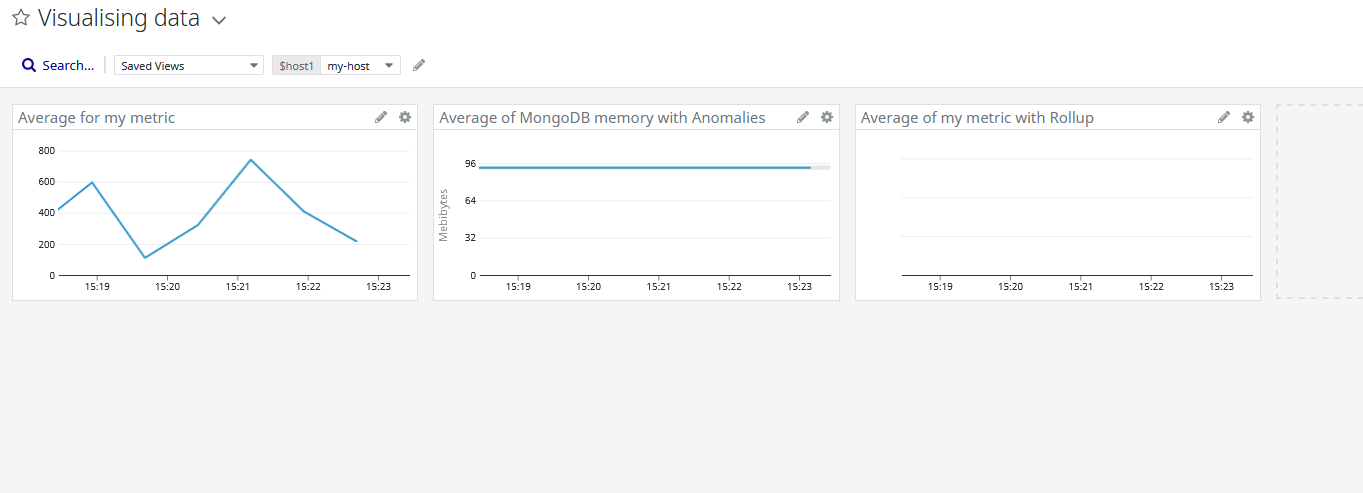 Visualising data
Search...
Saved Views
$host1 my-host
Average for my metric
800
600
400
200
0
15:19 15:20 15:21 15:22 15:23
Average of MongoDB memory with Anomalies
Mebibytes
96
64
32
0
15:19 15:20 15:21 15:22 15:23
Average of my metric with Rollup
15:19 15:20 15:21 15:22 15:23